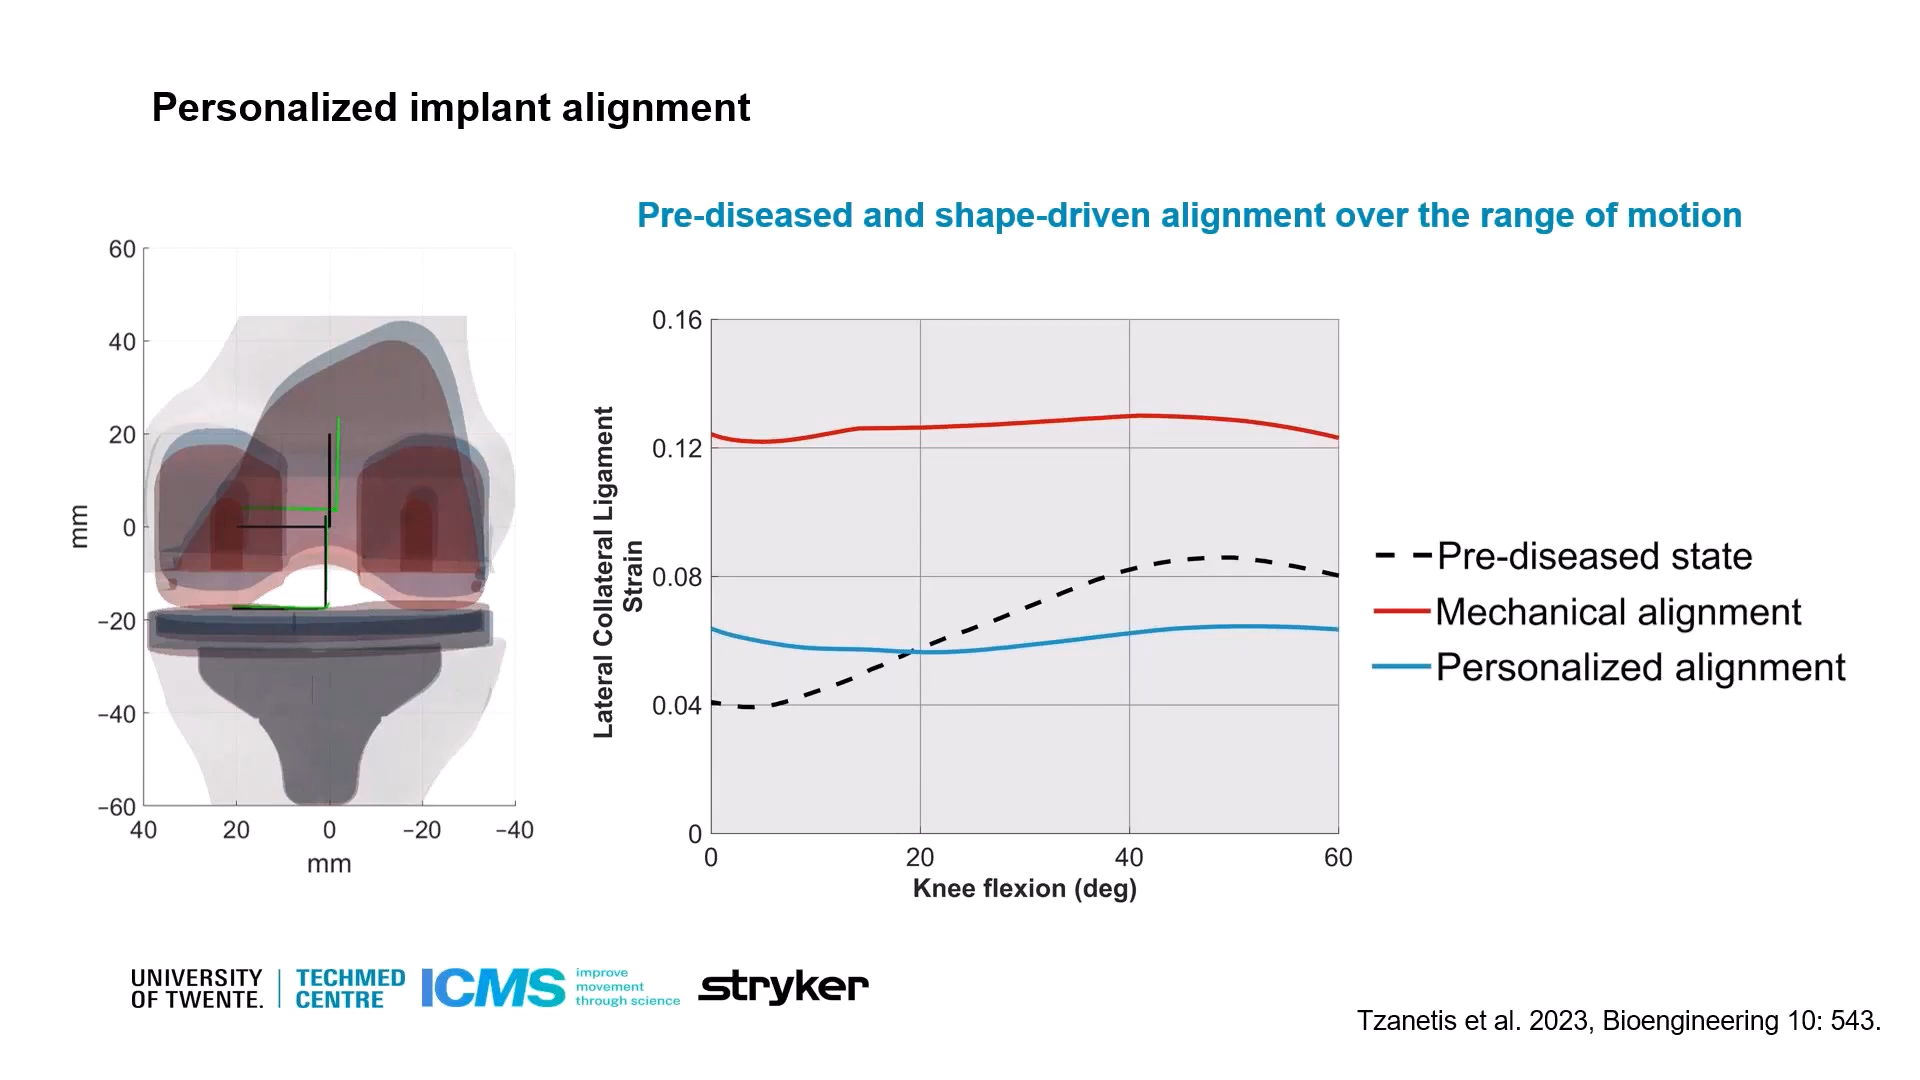 Personalized implant alignment
Pre-diseased and shape-driven alignment over the range of motion
60
40
20
0
−20
−40
−60
mm
40
20
0
−20
−40
mm
0.16
0.12
0.08
0.04
0
Lateral Collateral Ligament
Strain
0
20
40
60
Knee flexion (deg)
Pre-diseased state
Mechanical alignment
Personalized alignment
UNIVERSITY
OF TWENTE.
TECHMED
CENTRE
ICMS
improve
movement
through science
stryker
Tzanetis et al. 2023, Bioengineering 10: 543.